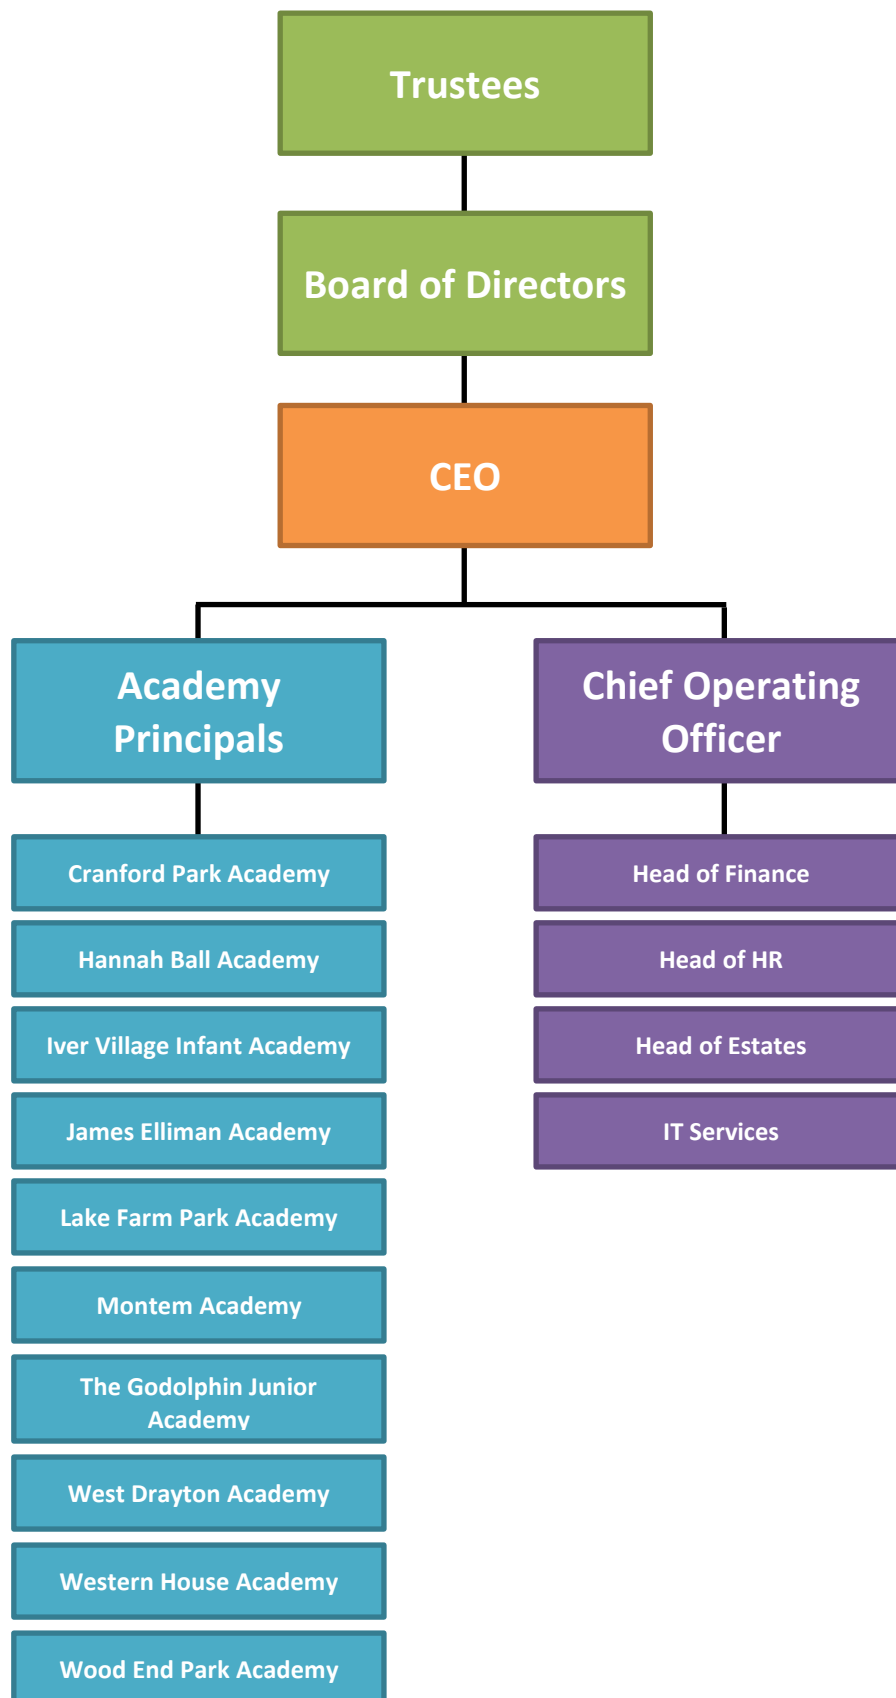 Trustees
Board of Directors
CEO
Academy
Principals
Cranford Park Academy
Hannah Ball Academy
Iver Village Infant Academy
James Elliman Academy
Lake Farm Park Academy
Montem Academy
The Godolphin Junior
Academy
West Drayton Academy
Western House Academy
Wood End Park Academy
Chief Operating
Officer
Head of Finance
Head of HR
Head of Estates
IT Services